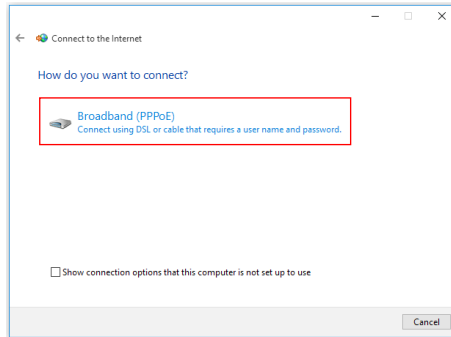 Connect to the Internet
How do you want to connect?
Broadband (PPPoE)
Connect using DSL or cable that requires a user name and password.
Show connection options that this computer is not set up to use
Cancel